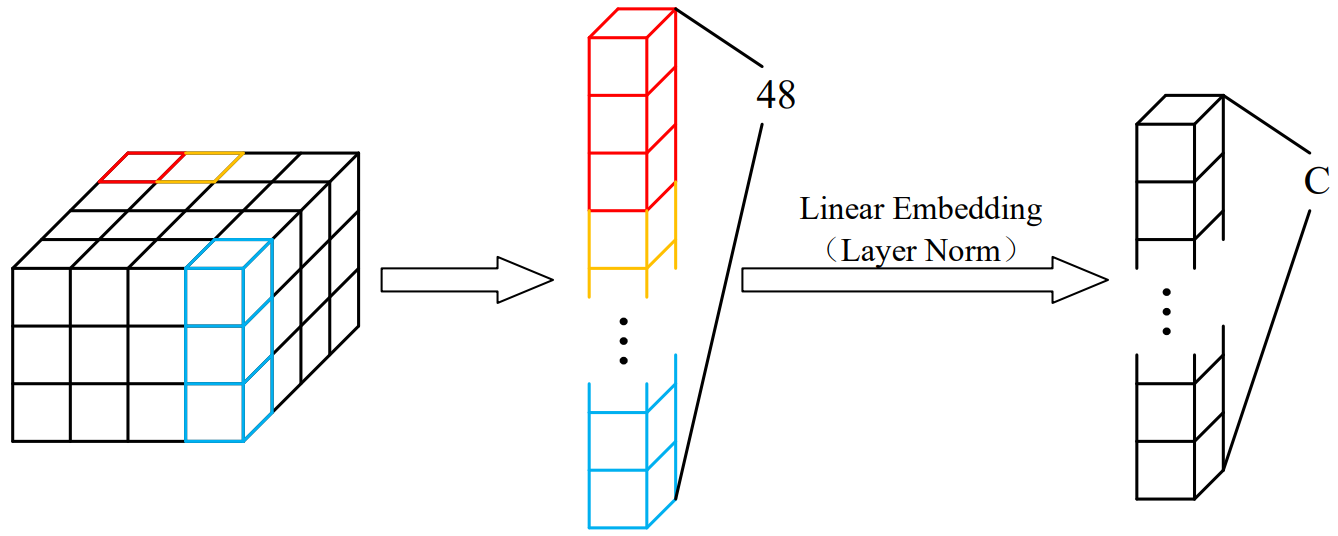 48
Linear Embedding
（Layer Norm）
C